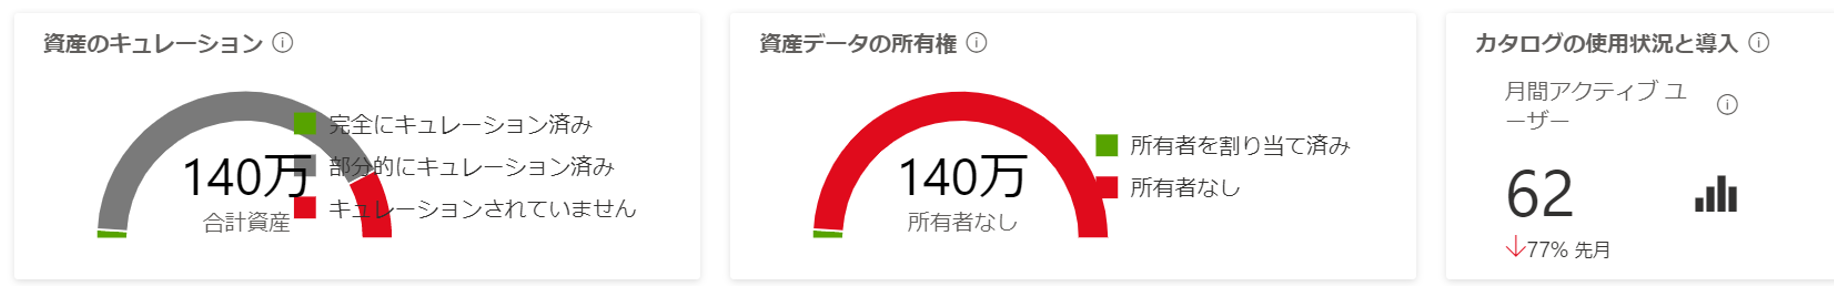 資産のキュレーション
完全にキュレーション済み
部分的にキュレーション済み
キュレーションされていません
140万
合計資産
資産データの所有権
140万
所有者なし
所有者を割り当て済み
所有者なし
カタログの使用状況と導入
月間アクティブ ユ
ーザー
62
77% 先月